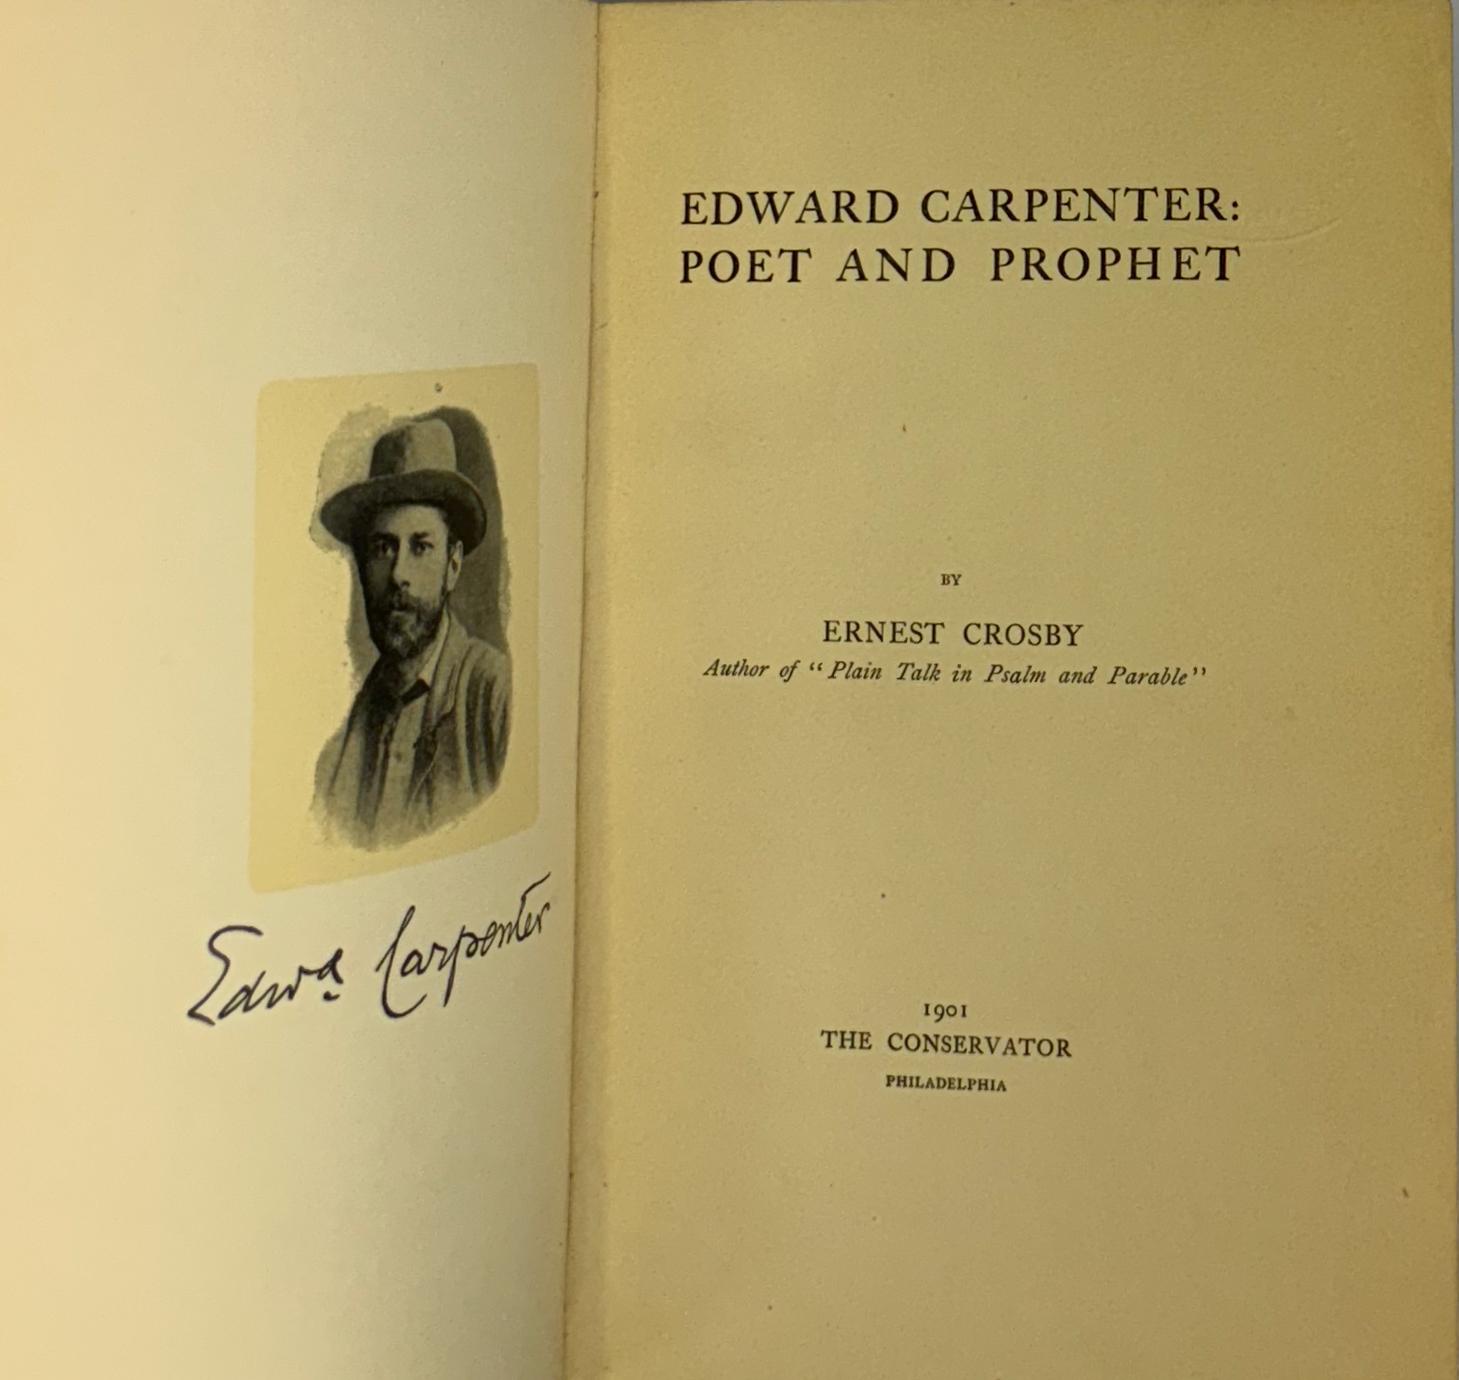 Edwd Carpenter
EDWARD CARPENTER:
POET AND PROPHET
BY
ERNEST CROSBY
Author of “Plain Talk in Psalm and Parable”
1901
THE CONSERVATOR
PHILADELPHIA